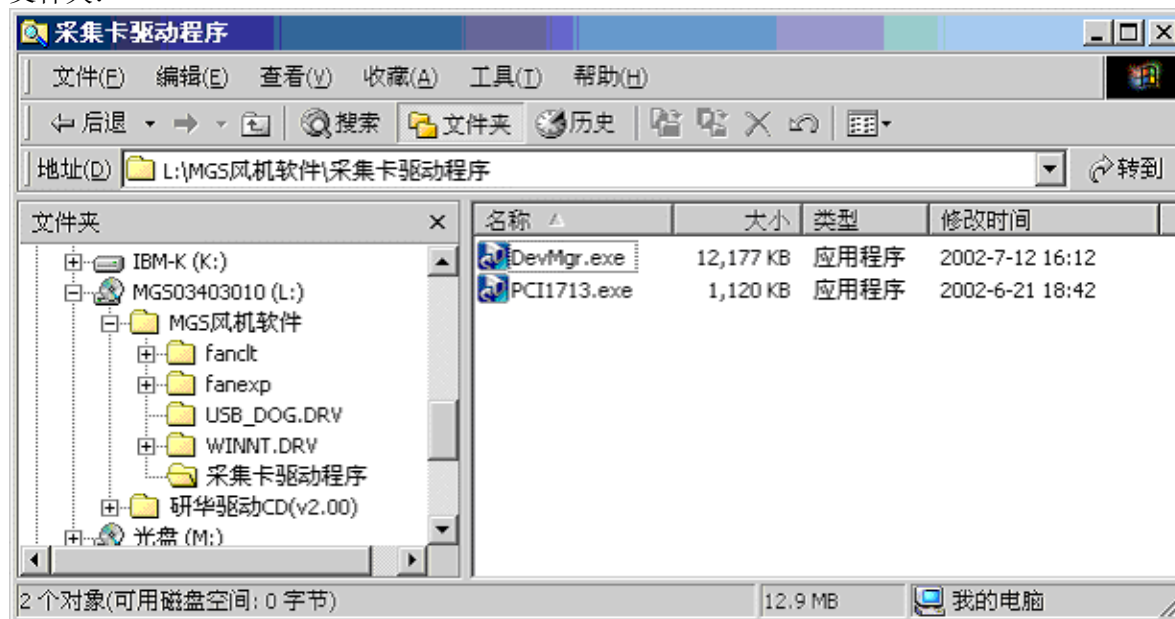 采集卡驱动程序
文件(F) 编辑(E) 查看(V) 收藏(A) 工具(T) 帮助(H)
后退 搜索 文件夹 历史
地址(D) L:\MGS风机软件\采集卡驱动程序 转到
文件夹 名称 大小 类型 修改时间
IBM-K (K:) DevMgr.exe 12,177 KB 应用程序 2002-7-12 16:12
MGS03403010 (L:) PCI1713.exe 1,120 KB 应用程序 2002-6-21 18:42
MGS风机软件
fanclt
fanexp
USB_DOG.DRV
WINNT.DRV
采集卡驱动程序
研华驱动CD(v2.00)
光盘 (M:)
2 个对象(可用磁盘空间: 0 字节) 12.9 MB 我的电脑